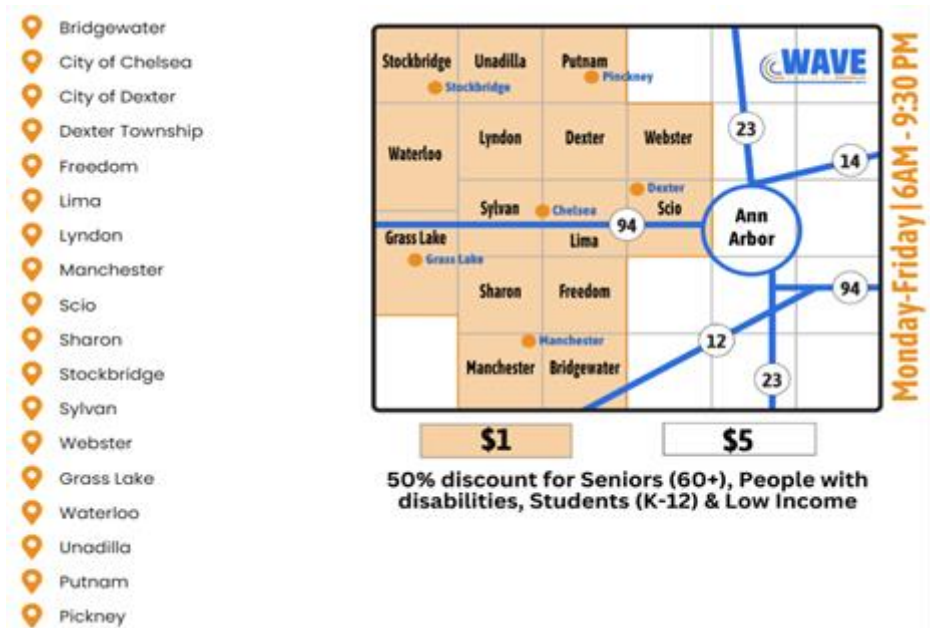 Bridgewater
City of Chelsea
City of Dexter
Dexter Township
Freedom
Lima
Lyndon
Manchester
Scio
Sharon
Stockbridge
Sylvan
Webster
Grass Lake
Waterloo
Unadilla
Putnam
Pickney
Stockbridge Unadilla Putnam
WAVE
Stockbridge Pinckney
Waterloo Lyndon Dexter Webster
23
14
Dexter
Sylvan Chelsea Scio
94
Ann
Arbor
Grass Lake Lima
Grass Lake
Sharon Freedom
94
12
Manchester
Manchester Bridgewater
23
Monday-Friday | 6AM - 9:30 PM
$1 $5
50% discount for Seniors (60+), People with
disabilities, Students (K-12) & Low Income